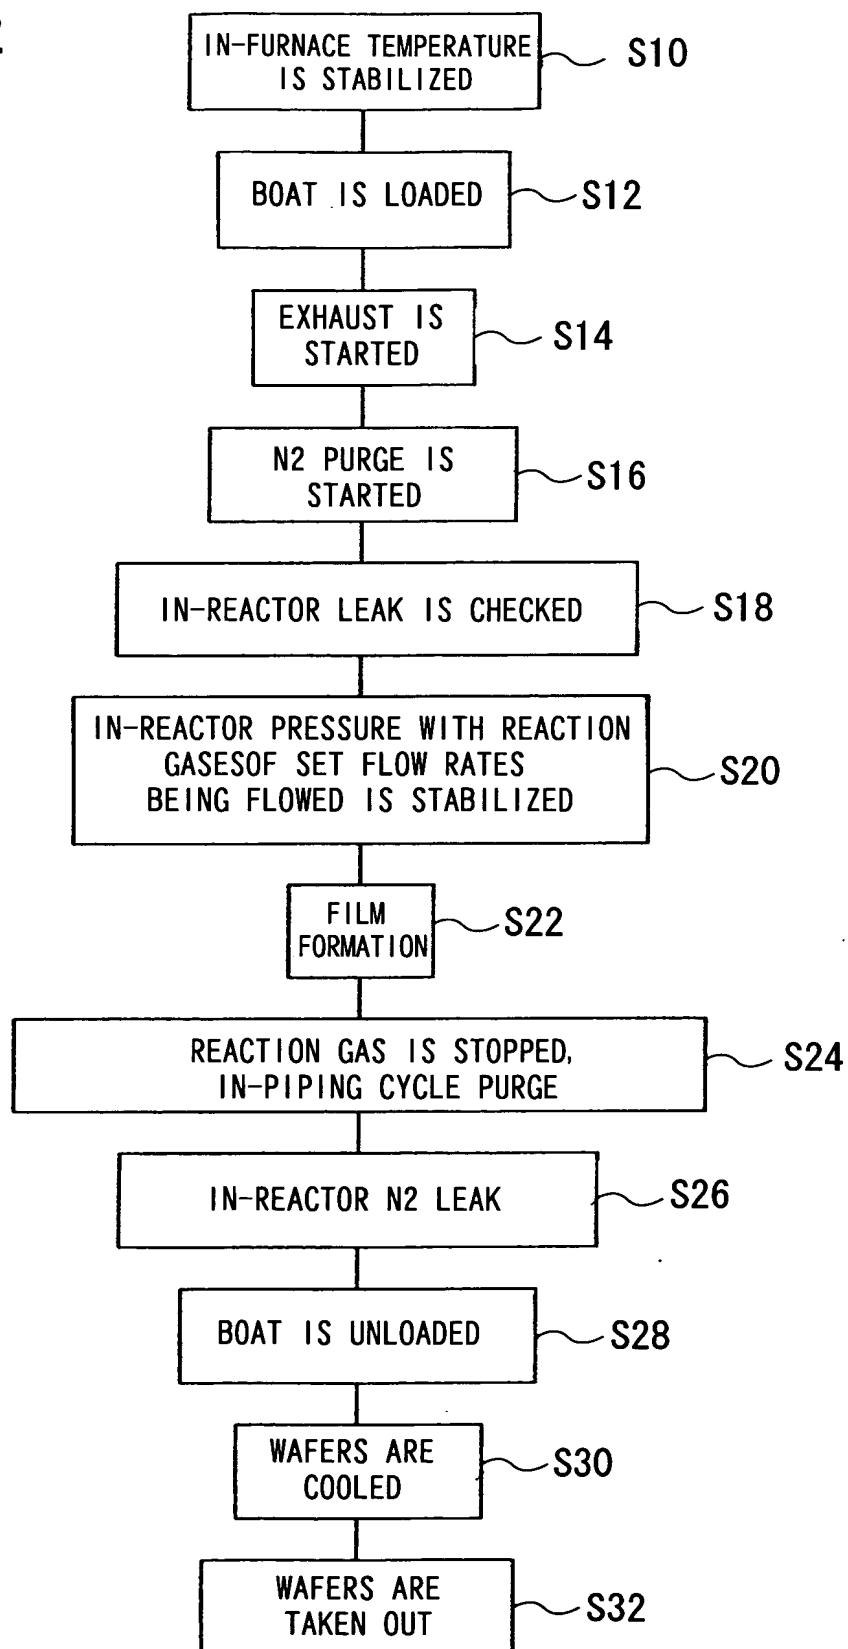 2
IN-FURNACE TEMPERATURE
IS STABILIZED
S10
BOAT IS LOADED
S12
EXHAUST IS
STARTED
S14
N2 PURGE IS
STARTED
S16
IN-REACTOR LEAK IS CHECKED
S18
IN-REACTOR PRESSURE WITH REACTION
GASESOF SET FLOW RATES
BEING FLOWED IS STABILIZED
S20
FILM
FORMATION
S22
REACTION GAS IS STOPPED,
IN-PIPING CYCLE PURGE
S24
IN-REACTOR N2 LEAK
S26
BOAT IS UNLOADED
S28
WAFERS ARE
COOLED
S30
WAFERS ARE
TAKEN OUT
S32